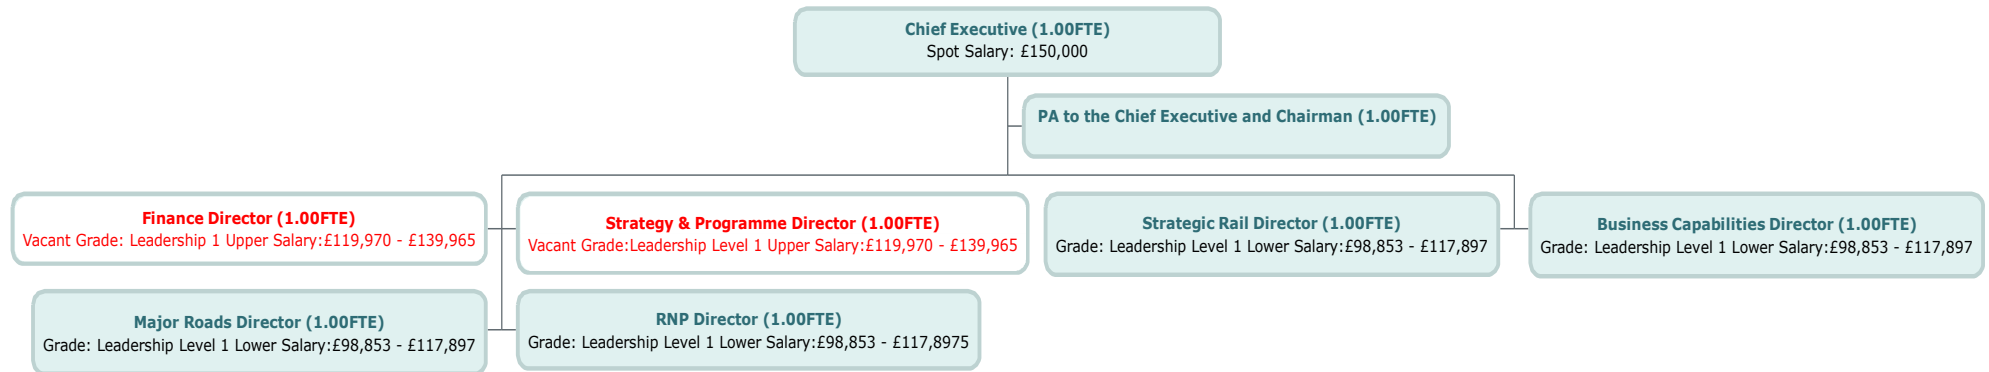 Chief Executive (1.00FTE)
Spot Salary: £150,000
PA to the Chief Executive and Chairman (1.00FTE)
Finance Director (1.00FTE)
Vacant Grade: Leadership 1 Upper Salary:£119,970 - £139,965
Strategy & Programme Director (1.00FTE)
Vacant Grade:Leadership Level 1 Upper Salary:£119,970 - £139,965
Strategic Rail Director (1.00FTE)
Grade: Leadership Level 1 Lower Salary:£98,853 - £117,897
Business Capabilities Director (1.00FTE)
Grade: Leadership Level 1 Lower Salary:£98,853 - £117,897
Major Roads Director (1.00FTE)
Grade: Leadership Level 1 Lower Salary:£98,853 - £117,897
RNP Director (1.00FTE)
Grade: Leadership Level 1 Lower Salary:£98,853 - £117,8975